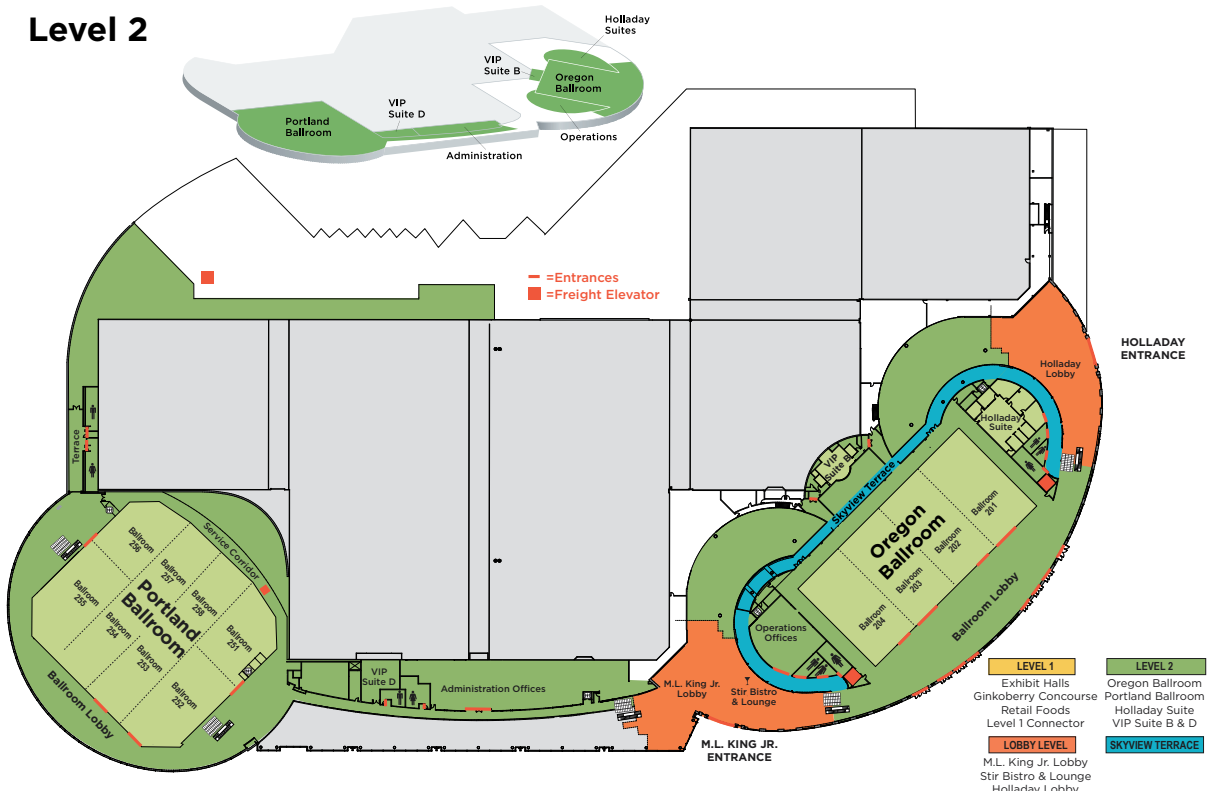 Level 2
Holladay
Suites
VIP
Suite B
Oregon
Ballroom
VIP
Suite D
Portland
Ballroom
Operations
Administration
=Entrances
=Freight Elevator
HOLLADAY
ENTRANCE
Holladay
Lobby
Holladay
Suite
Terrace
VIP
Suite B
Skyview Terrace
Oregon
Ballroom
Ballroom
201
Ballroom
202
Ballroom
203
Ballroom
204
Ballroom Lobby
Service Corridor
Portland
Ballroom
Ballroom
256
Ballroom
257
Ballroom
258
Ballroom
251
Ballroom
255
Ballroom
254
Ballroom
253
Ballroom
252
Ballroom Lobby
Operations
Offices
VIP
Suite D
Administration Offices
M.L. King Jr.
Lobby
Stir Bistro
& Lounge
M.L. KING JR.
ENTRANCE
LEVEL 1
Exhibit Halls
Ginkoberry Concourse
Retail Foods
Level 1 Connector
LEVEL 2
Oregon Ballroom
Portland Ballroom
Holladay Suite
VIP Suite B & D
LOBBY LEVEL
M.L. King Jr. Lobby
Stir Bistro & Lounge
Holladay Lobby
SKYVIEW TERRACE